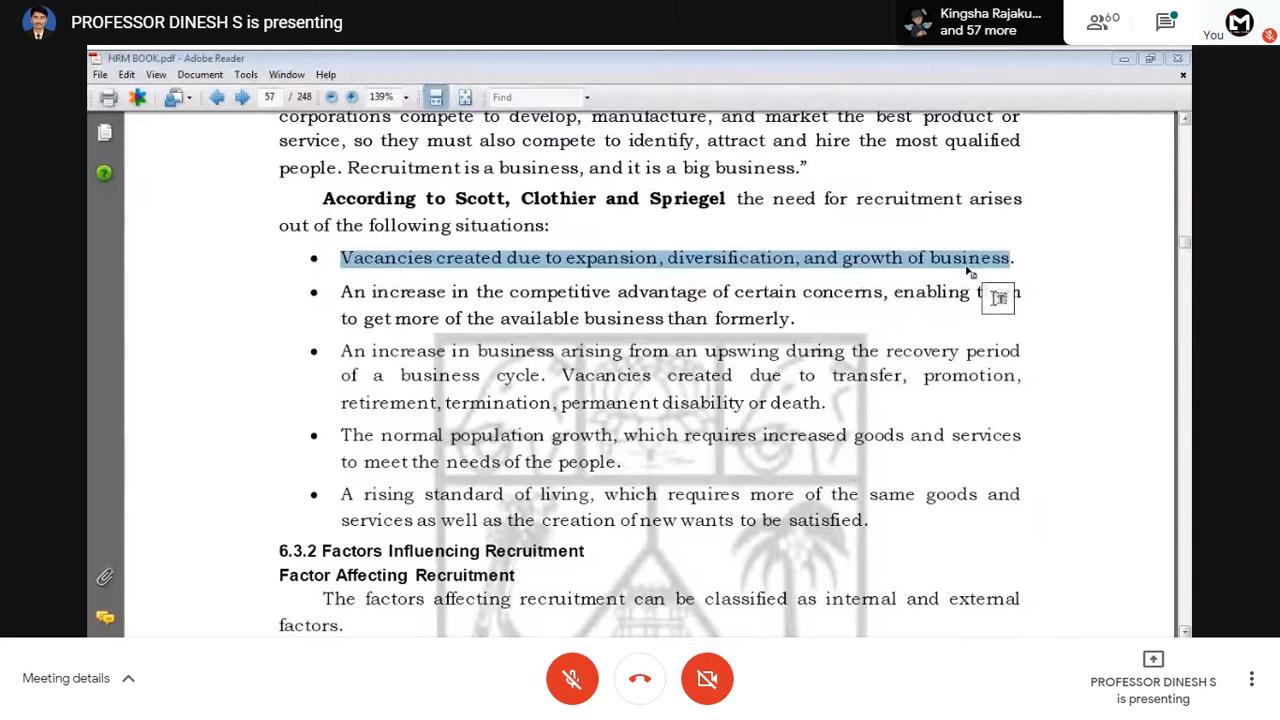 PROFESSOR DINESH S is presenting
Kingsha Rajaku...
and 57 more
60
You
HRM BOOK.pdf - Adobe Reader
File Edit View Document Tools Window Help
57 / 248 139% Find
corporations compete to develop, manufacture, and market the best product or
service, so they must also compete to identify, attract and hire the most qualified
people. Recruitment is a business, and it is a big business.”
According to Scott, Clothier and Spriegel the need for recruitment arises
out of the following situations:
• Vacancies created due to expansion, diversification, and growth of business.
• An increase in the competitive advantage of certain concerns, enabling
to get more of the available business than formerly.
• An increase in business arising from an upswing during the recovery period
of a business cycle. Vacancies created due to transfer, promotion,
retirement, termination, permanent disability or death.
• The normal population growth, which requires increased goods and services
to meet the needs of the people.
• A rising standard of living, which requires more of the same goods and
services as well as the creation of new wants to be satisfied.
6.3.2 Factors Influencing Recruitment
Factor Affecting Recruitment
The factors affecting recruitment can be classified as internal and external
factors.
Meeting details
PROFESSOR DINESH S
is presenting